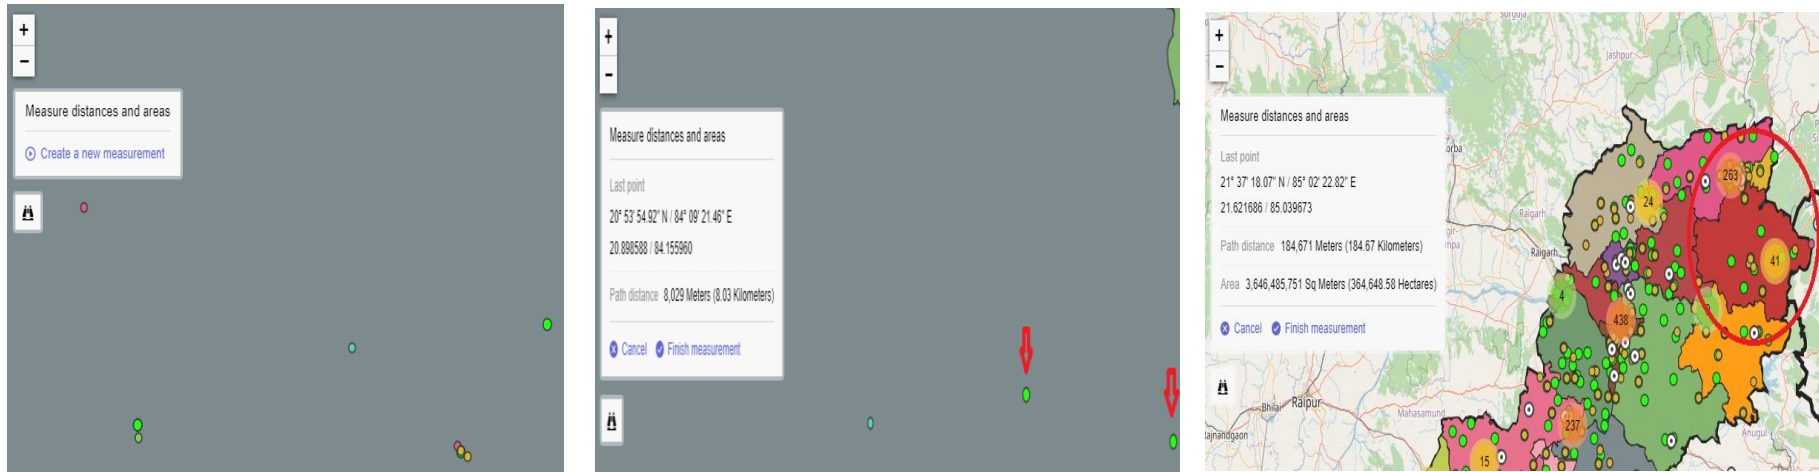 +
−
Measure distances and areas
Create a new measurement
+
−
Measure distances and areas
Last point
20° 53' 54.92" N / 84° 09' 21.46" E
20.898588 / 84.155960
Path distance 8,029 Meters (8.03 Kilometers)
Cancel Finish measurement
+
−
Measure distances and areas
Last point
21° 37' 18.07" N / 85° 02' 22.82" E
21.621686 / 85.039673
Path distance 184,671 Meters (184.67 Kilometers)
Area 3,646,485,751 Sq Meters (364,648.58 Hectares)
Cancel Finish measurement
Surguja
Jashpur
orba
263
24
Raigarh
Raigarh
41
4
438
Bhilai
Raipur
Mahasamund
237
Rajnandgaon
Anugul
15